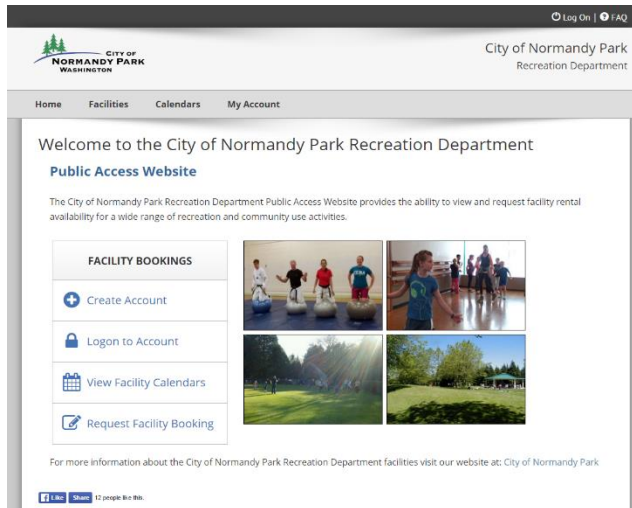 Log On | FAQ
CITY OF
NORMANDY PARK
WASHINGTON
City of Normandy Park
Recreation Department
Home Facilities Calendars My Account
Welcome to the City of Normandy Park Recreation Department
Public Access Website
The City of Normandy Park Recreation Department Public Access Website provides the ability to view and request facility rental
availability for a wide range of recreation and community use activities.
FACILITY BOOKINGS
Create Account
Logon to Account
View Facility Calendars
Request Facility Booking
For more information about the City of Normandy Park Recreation Department facilities visit our website at: City of Normandy Park
Like Share 12 people like this.